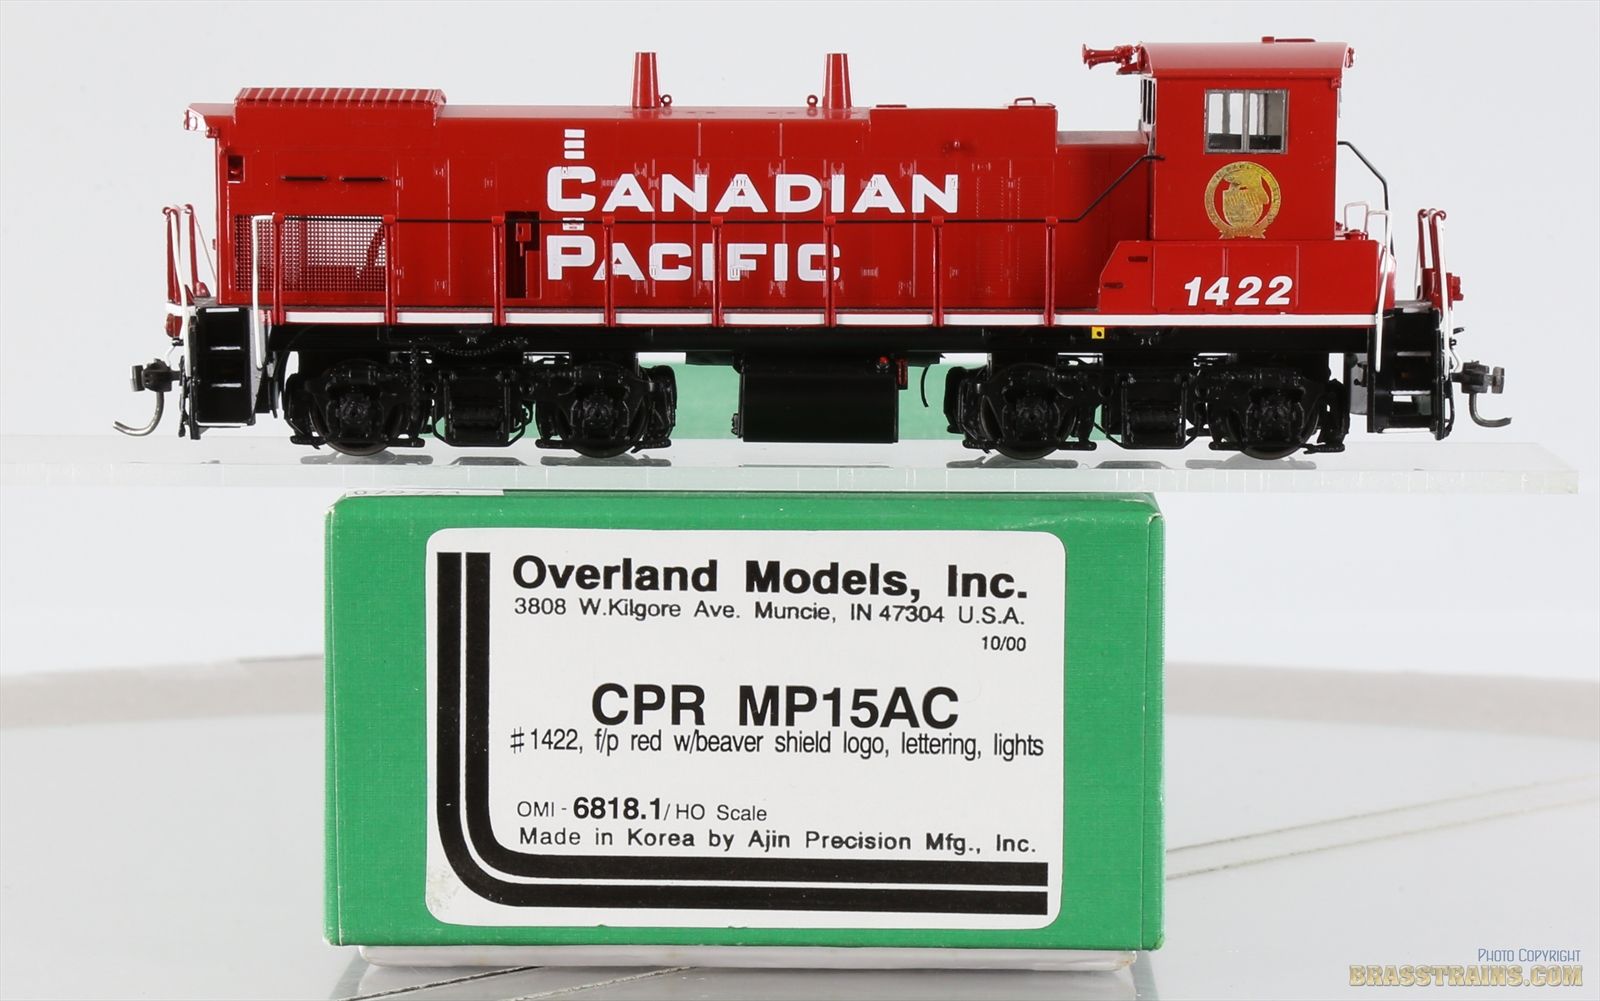 CANADIAN
PACIFIC
1422
Overland Models, Inc.
3808 W.Kilgore Ave. Muncie, IN 47304 U.S.A.
10/00
CPR MP15AC
#1422, f/p red w/beaver shield logo, lettering, lights
OMI - 6818.1/ HO Scale
Made in Korea by Ajin Precision Mfg., Inc.
PHOTO COPYRIGHT
BRASSTRAINS.COM